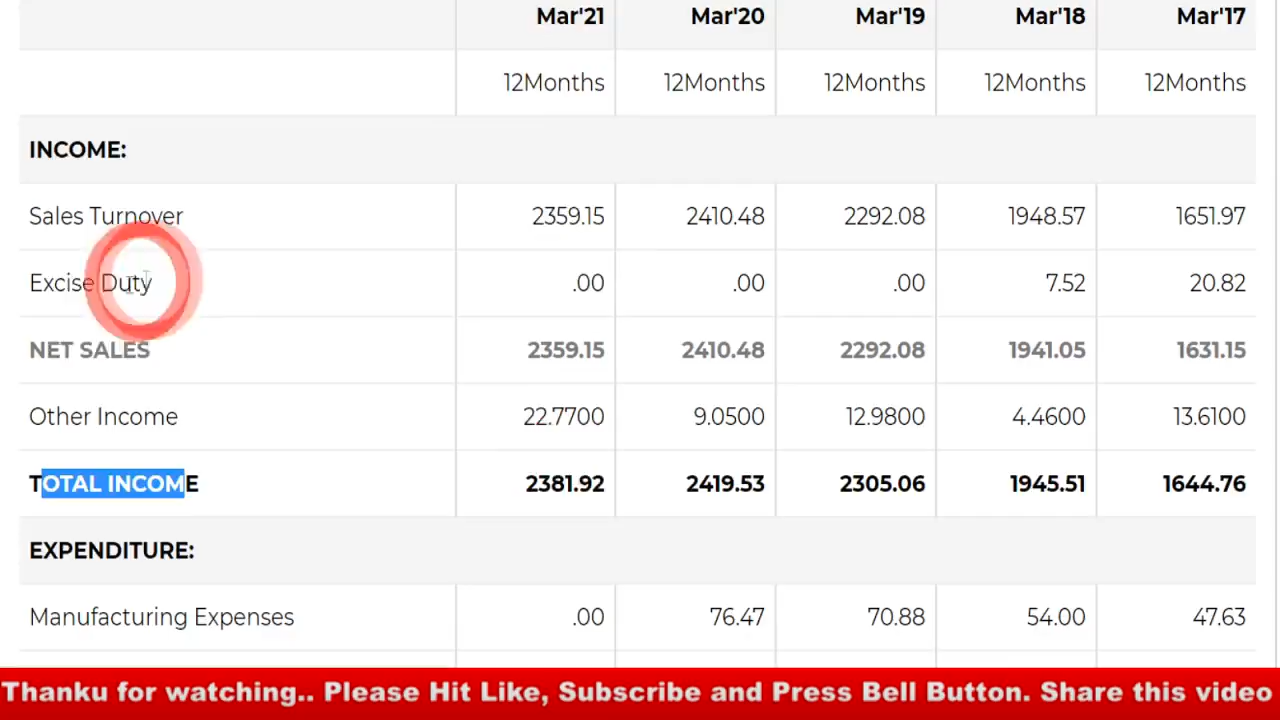 Mar'21 Mar'20 Mar'19 Mar'18 Mar'17
12Months 12Months 12Months 12Months 12Months
INCOME:
Sales Turnover 2359.15 2410.48 2292.08 1948.57 1651.97
Excise Duty .00 .00 .00 7.52 20.82
NET SALES 2359.15 2410.48 2292.08 1941.05 1631.15
Other Income 22.7700 9.0500 12.9800 4.4600 13.6100
TOTAL INCOME 2381.92 2419.53 2305.06 1945.51 1644.76
EXPENDITURE:
Manufacturing Expenses .00 76.47 70.88 54.00 47.63
Thanku for watching.. Please Hit Like, Subscribe and Press Bell Button. Share this video